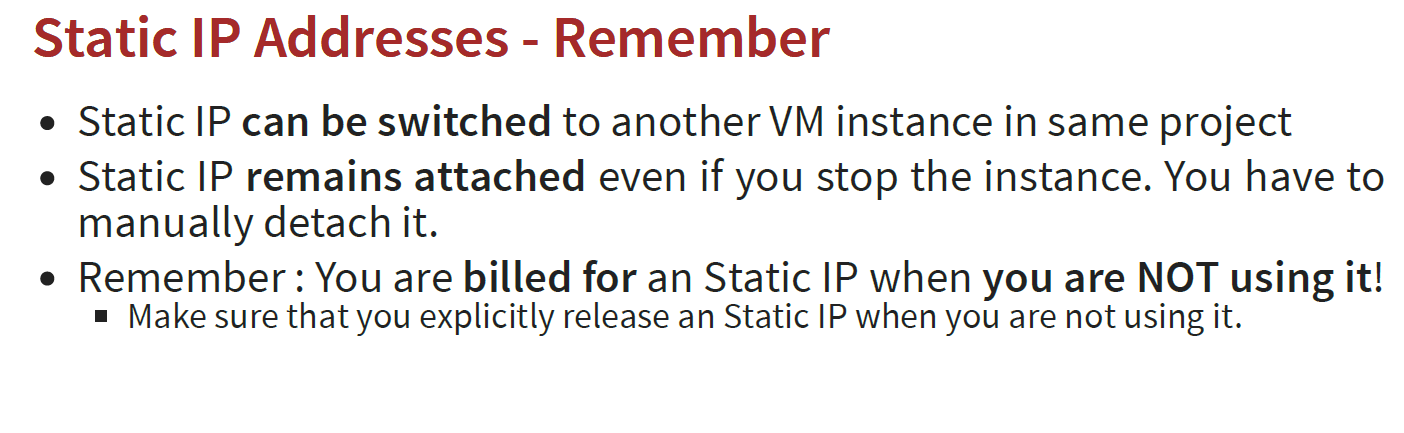 Static IP Addresses - Remember
• Static IP can be switched to another VM instance in same project
• Static IP remains attached even if you stop the instance. You have to
manually detach it.
• Remember : You are billed for an Static IP when you are NOT using it!
▪ Make sure that you explicitly release an Static IP when you are not using it.